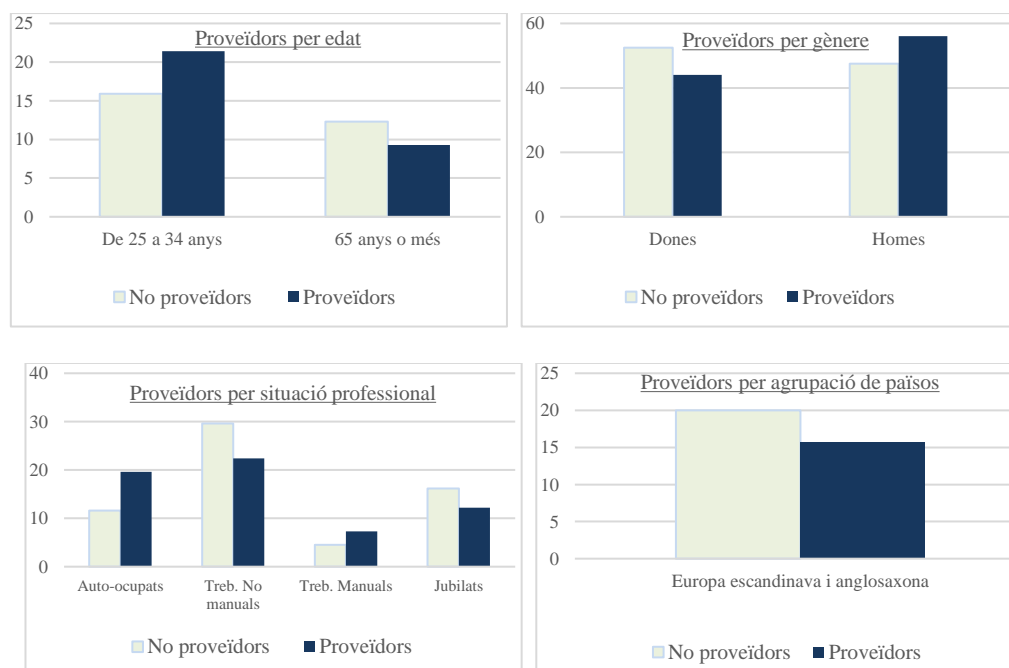 Proveïdors per edat
25
20
15
10
5
0
De 25 a 34 anys
65 anys o més
No proveïdors
Proveïdors
Proveïdors per gènere
60
40
20
0
Dones
Homes
No proveïdors
Proveïdors
Proveïdors per situació professional
40
30
20
10
0
Auto-ocupats
Treb. No
manuals
Treb. Manuals
Jubilats
No proveïdors
Proveïdors
Proveïdors per agrupació de països
25
20
15
10
5
0
Europa escandinava i anglosaxona
No proveïdors
Proveïdors